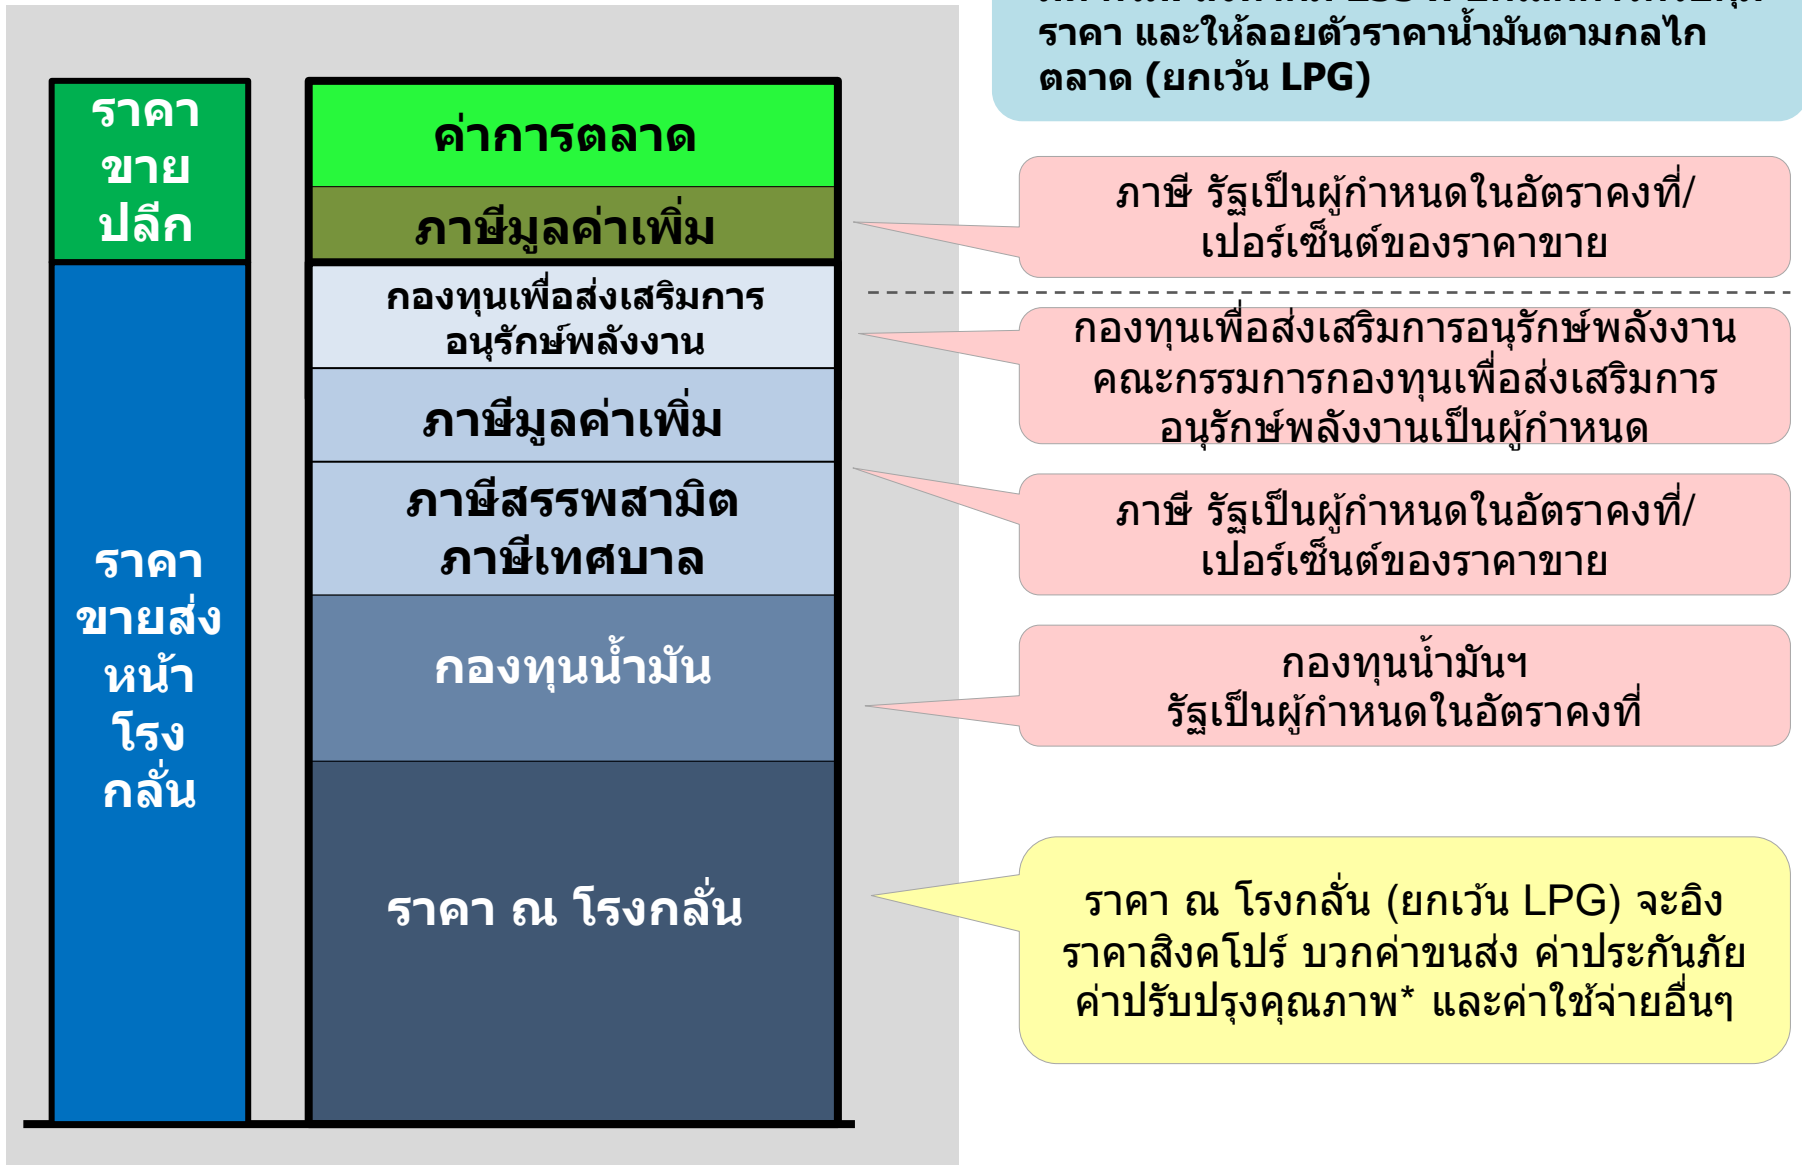 ราคา และให้ลอยตัวราคาน้ำมันตามกลไก
ตลาด (ยกเว้น LPG)
ราคา
ขาย
ปลีก
ค่าการตลาด
ภาษีมูลค่าเพิ่ม
ภาษี รัฐเป็นผู้กำหนดในอัตราคงที่/
เปอร์เซ็นต์ของราคาขาย
กองทุนเพื่อส่งเสริมการ
อนุรักษ์พลังงาน
กองทุนเพื่อส่งเสริมการอนุรักษ์พลังงาน
คณะกรรมการกองทุนเพื่อส่งเสริมการ
อนุรักษ์พลังงานเป็นผู้กำหนด
ภาษีมูลค่าเพิ่ม
ภาษีสรรพสามิต
ภาษีเทศบาล
ภาษี รัฐเป็นผู้กำหนดในอัตราคงที่/
เปอร์เซ็นต์ของราคาขาย
ราคา
ขายส่ง
หน้า
โรง
กลั่น
กองทุนน้ำมัน
กองทุนน้ำมันฯ
รัฐเป็นผู้กำหนดในอัตราคงที่
ราคา ณ โรงกลั่น
ราคา ณ โรงกลั่น (ยกเว้น LPG) จะอิง
ราคาสิงคโปร์ บวกค่าขนส่ง ค่าประกันภัย
ค่าปรับปรุงคุณภาพ* และค่าใช้จ่ายอื่นๆ